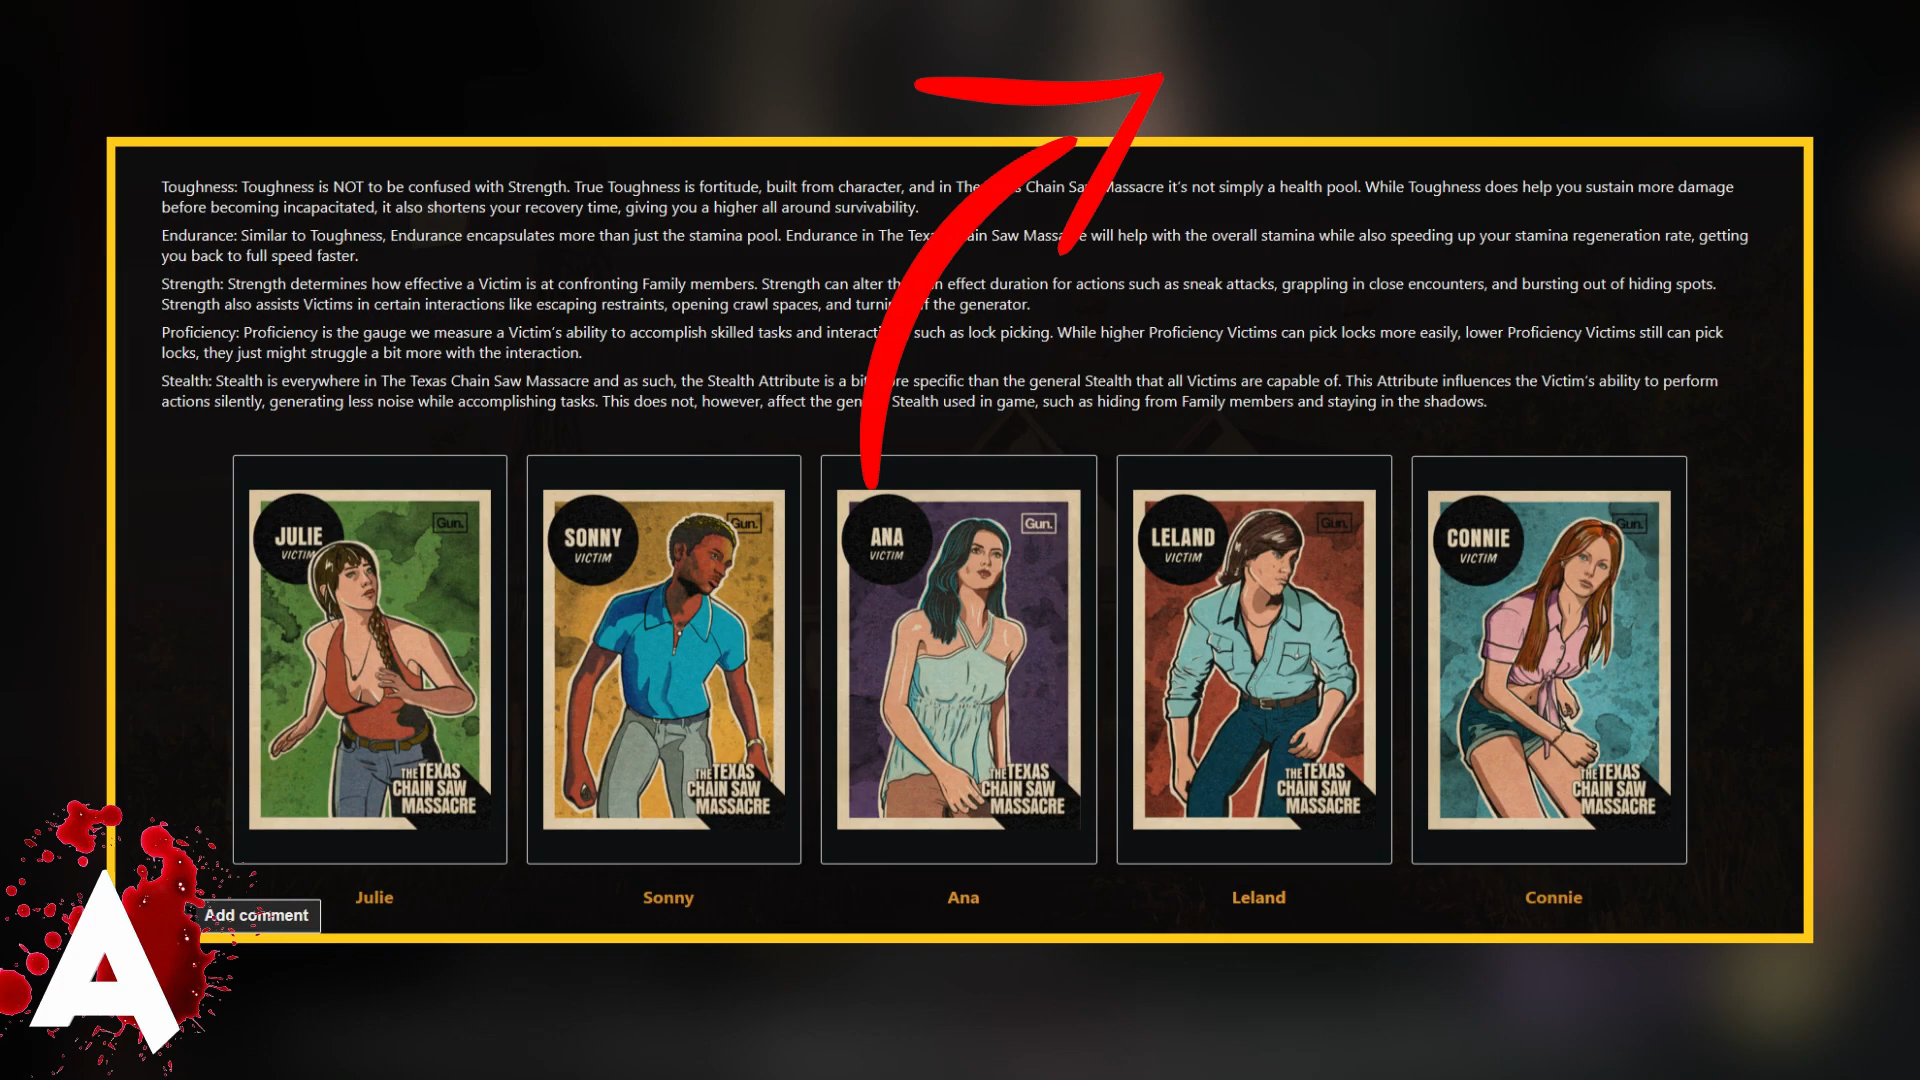 Toughness: Toughness is NOT to be confused with Strength. True Toughness is fortitude, built from character, and in The Chain Saw Massacre it's not simply a health pool. While Toughness does help you sustain more damage
before becoming incapacitated, it also shortens your recovery time, giving you a higher all around survivability.
Endurance: Similar to Toughness, Endurance encapsulates more than just the stamina pool. Endurance in The Texas Chain Saw Massacre will help with the overall stamina while also speeding up your stamina regeneration rate, getting
you back to full speed faster.
Strength: Strength determines how effective a Victim is at confronting Family members. Strength can alter the effect duration for actions such as sneak attacks, grappling in close encounters, and bursting out of hiding spots.
Strength also assists Victims in certain interactions like escaping restraints, opening crawl spaces, and turning off the generator.
Proficiency: Proficiency is the gauge we measure a Victim's ability to accomplish skilled tasks and interactions such as lock picking. While higher Proficiency Victims can pick locks more easily, lower Proficiency Victims still can pick
locks, they just might struggle a bit more with the interaction.
Stealth: Stealth is everywhere in The Texas Chain Saw Massacre and as such, the Stealth Attribute is a bit more specific than the general Stealth that all Victims are capable of. This Attribute influences the Victim's ability to perform
actions silently, generating less noise while accomplishing tasks. This does not, however, affect the general Stealth used in game, such as hiding from Family members and staying in the shadows.
JULIE
VICTIM
Gun.
THE TEXAS
CHAIN SAW
MASSACRE
SONNY
VICTIM
Gun.
THE TEXAS
CHAIN SAW
MASSACRE
ANA
VICTIM
Gun.
THE TEXAS
CHAIN SAW
MASSACRE
LELAND
VICTIM
Gun.
THE TEXAS
CHAIN SAW
MASSACRE
CONNIE
VICTIM
Gun.
THE TEXAS
CHAIN SAW
MASSACRE
Julie
Sonny
Ana
Leland
Connie
Add comment
A